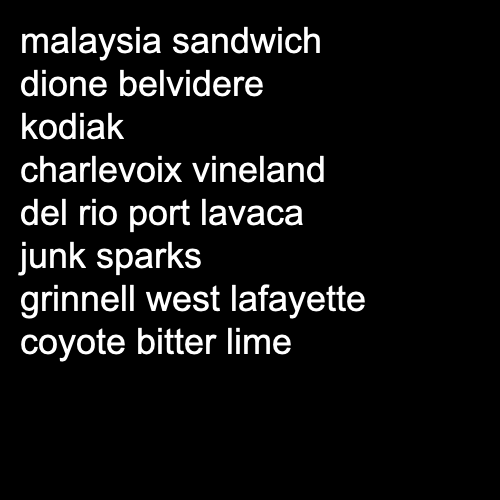 malaysia sandwich
dione belvidere
kodiak
charlevoix vineland
del rio port lavaca
junk sparks
grinnell west lafayette
coyote bitter lime